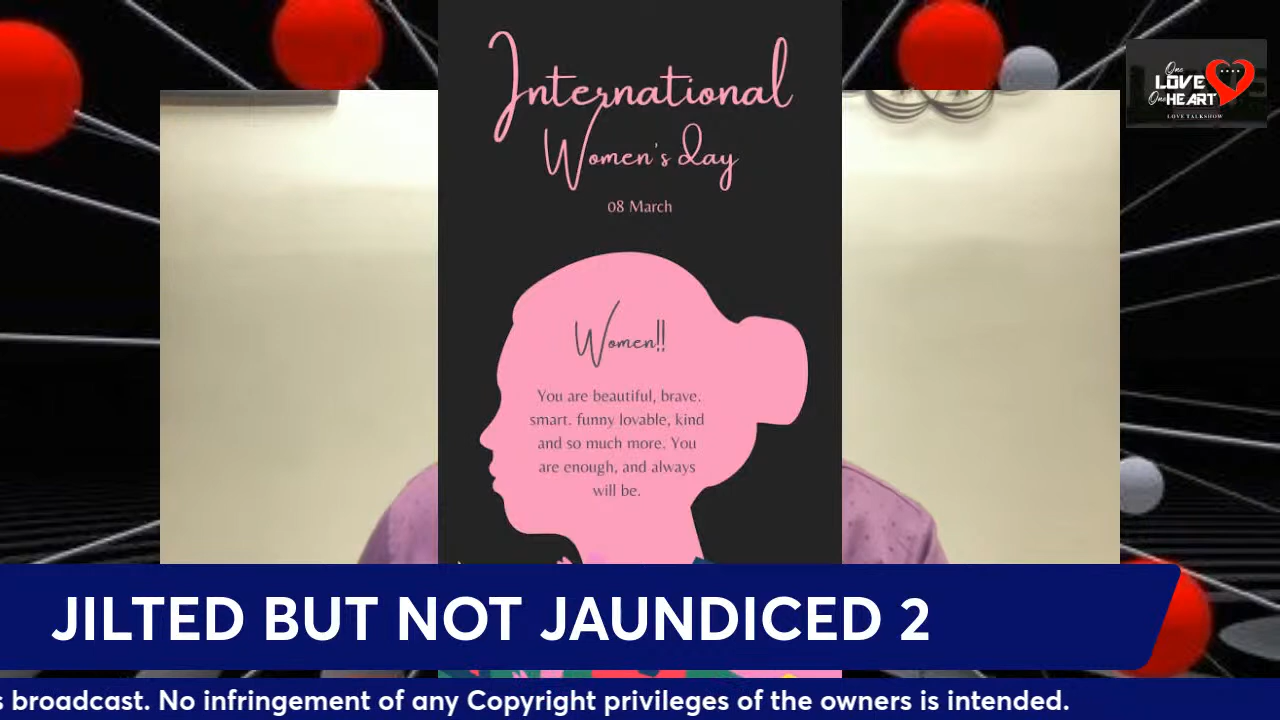 International
Women's day
08 March
One
LOVE
One HEART
LOVE TALKSHOW
Women!!
You are beautiful, brave.
smart. funny lovable, kind
and so much more. You
are enough, and always
will be.
JILTED BUT NOT JAUNDICED 2
s broadcast. No infringement of any Copyright privileges of the owners is intended.